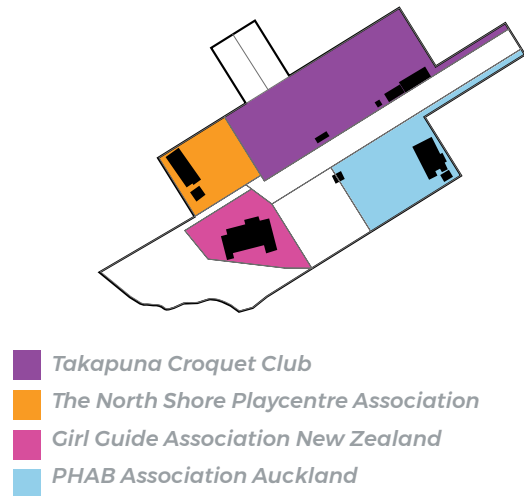 Takapuna Croquet Club
The North Shore Playcentre Association
Girl Guide Association New Zealand
PHAB Association Auckland